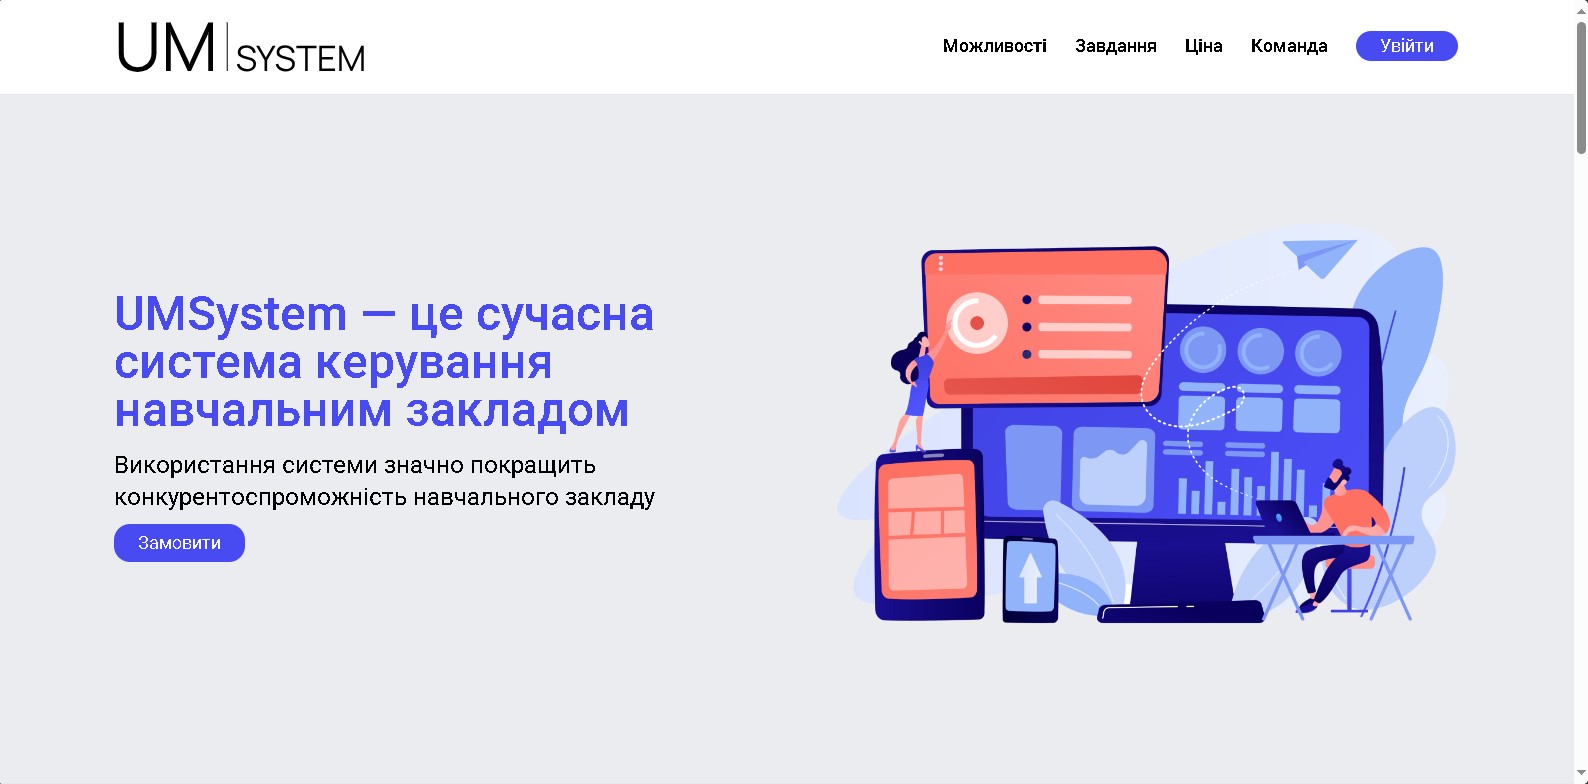 UM SYSTEM
Можливості Завдання Ціна Команда Увійти
UMSystem — це сучасна
система керування
навчальним закладом
Використання системи значно покращить
конкурентоспроможність навчального закладу
Замовити